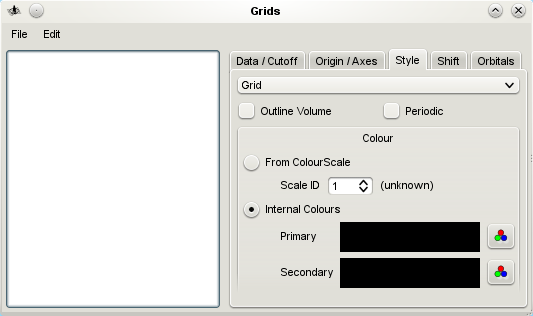 Grids
File Edit
Data / Cutoff Origin / Axes Style Shift Orbitals
Grid
Outline Volume Periodic
Colour
From ColourScale
Scale ID 1 (unknown)
Internal Colours
Primary
Secondary